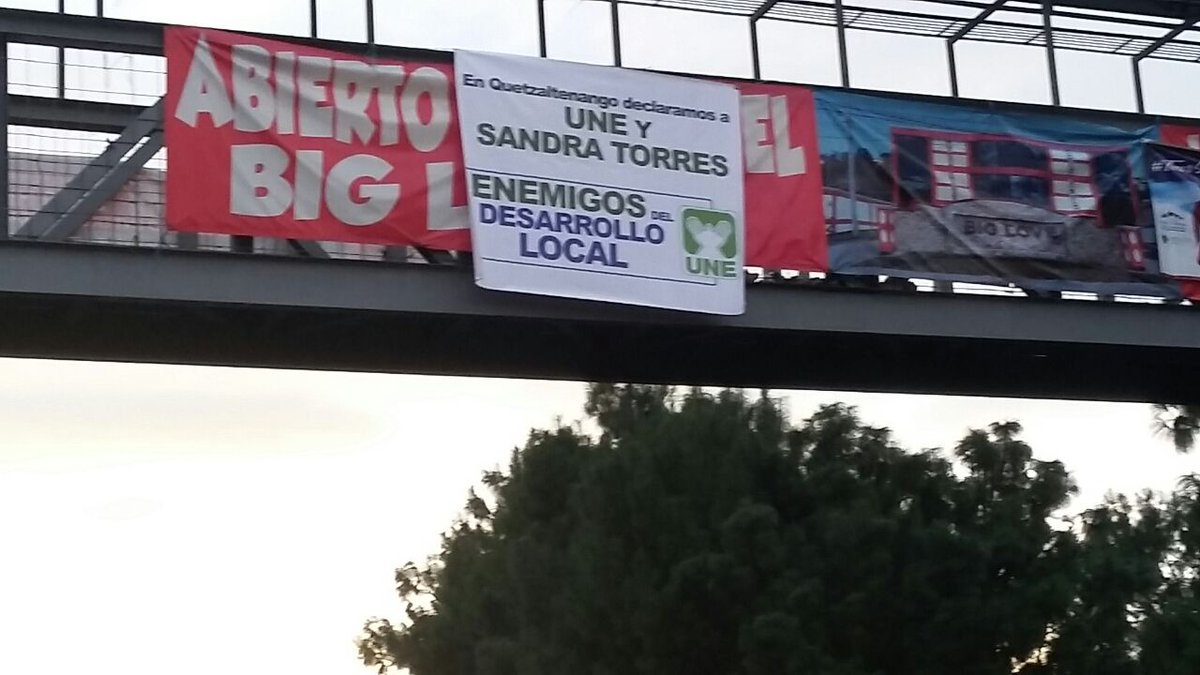 ABIERTO
BIG L
EL
En Quetzaltenango declaramos a
UNE Y
SANDRA TORRES
ENEMIGOS DEL
DESARROLLO
LOCAL
UNE
BIG LOVE